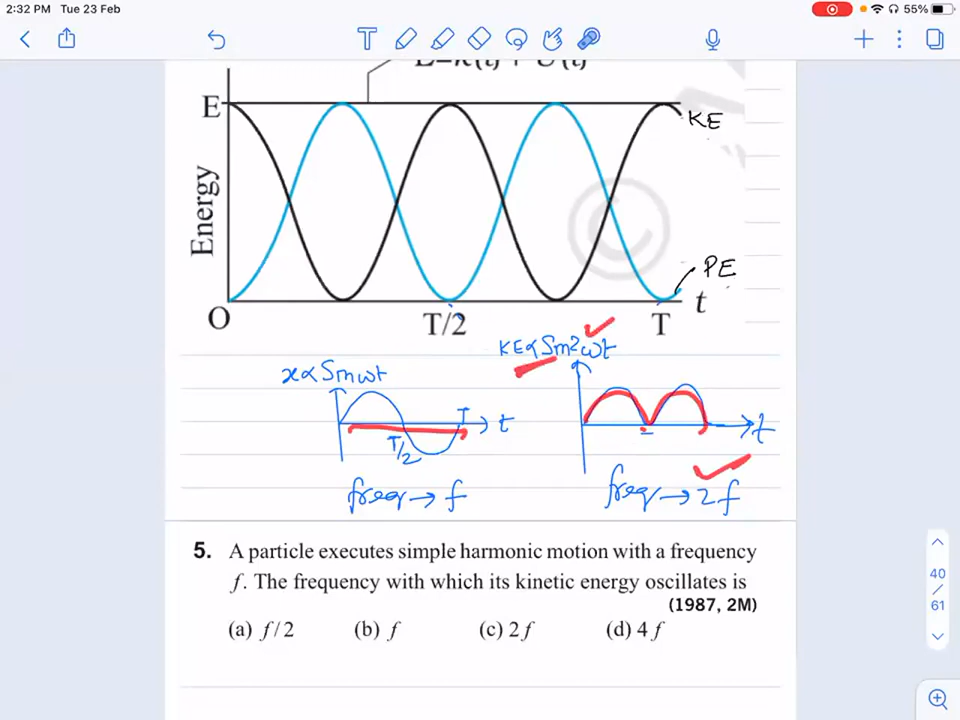 2:32 PM Tue 23 Feb
55%
E=K(t) + U(t)
E
KE
Energy
PE
O
T/2
T
t
KE∝ Sin²ωt
x∝Sinωt
T
t
T/2
t
freq→ f
freq→ 2f
5. A particle executes simple harmonic motion with a frequency
f. The frequency with which its kinetic energy oscillates is
(1987, 2M)
(a) f/2 (b) f (c) 2f (d) 4f
40
/
61